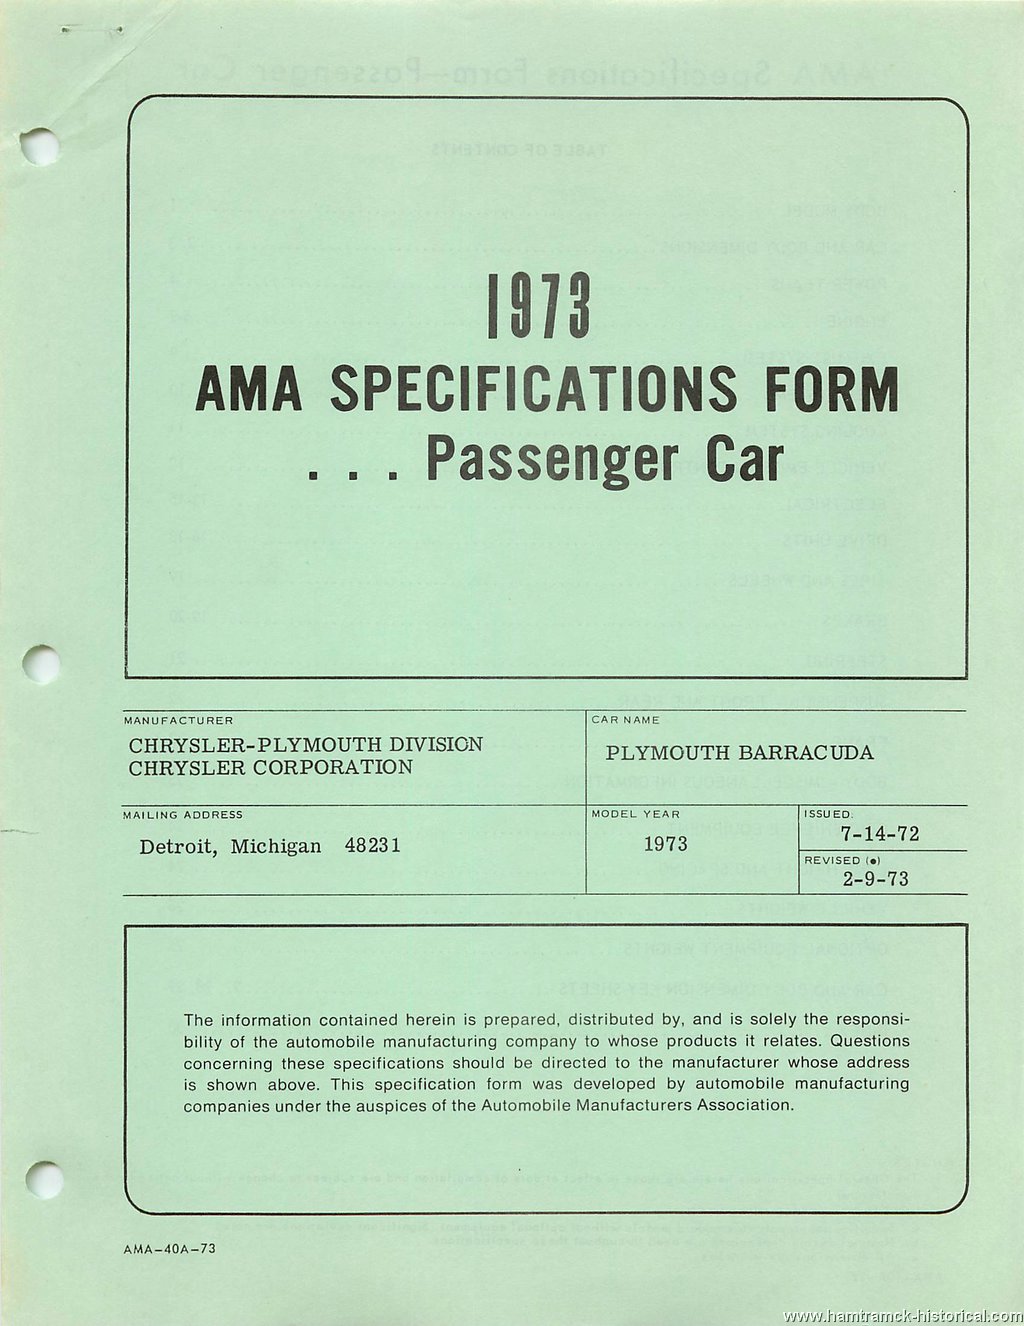 1973
AMA SPECIFICATIONS FORM
. . . Passenger Car
MANUFACTURER
CHRYSLER-PLYMOUTH DIVISION
CHRYSLER CORPORATION
CAR NAME
PLYMOUTH BARRACUDA
MAILING ADDRESS
Detroit, Michigan 48231
MODEL YEAR
1973
ISSUED.
7-14-72
REVISED (●)
2-9-73
The information contained herein is prepared, distributed by, and is solely the responsi-
bility of the automobile manufacturing company to whose products it relates. Questions
concerning these specifications should be directed to the manufacturer whose address
is shown above. This specification form was developed by automobile manufacturing
companies under the auspices of the Automobile Manufacturers Association.
AMA-40A-73
www.hamtramck-historical.com